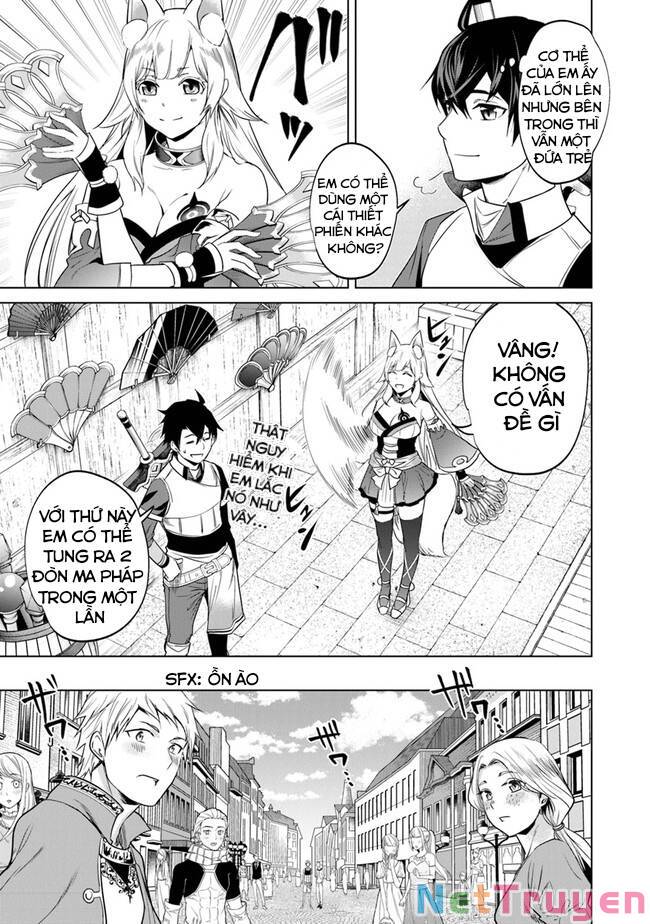 CƠ THỂ
CỦA EM ẤY
ĐÃ LỚN LÊN
NHƯNG BÊN
TRONG THÌ
VẪN MỘT
ĐỨA TRẺ
EM CÓ THỂ
DÙNG MỘT
CÁI THIẾT
PHIẾN KHÁC
KHÔNG?
VÂNG!
KHÔNG
CÓ VẤN
ĐỀ GÌ
THẬT
NGUY
HIỂM KHI
EM LẮC
NÓ NHƯ
VẬY...
VỚI THỨ NÀY
EM CÓ THỂ
TUNG RA 2
ĐÒN MA PHÁP
TRONG MỘT
LẦN
SFX: ỒN ÀO
NetTruyen